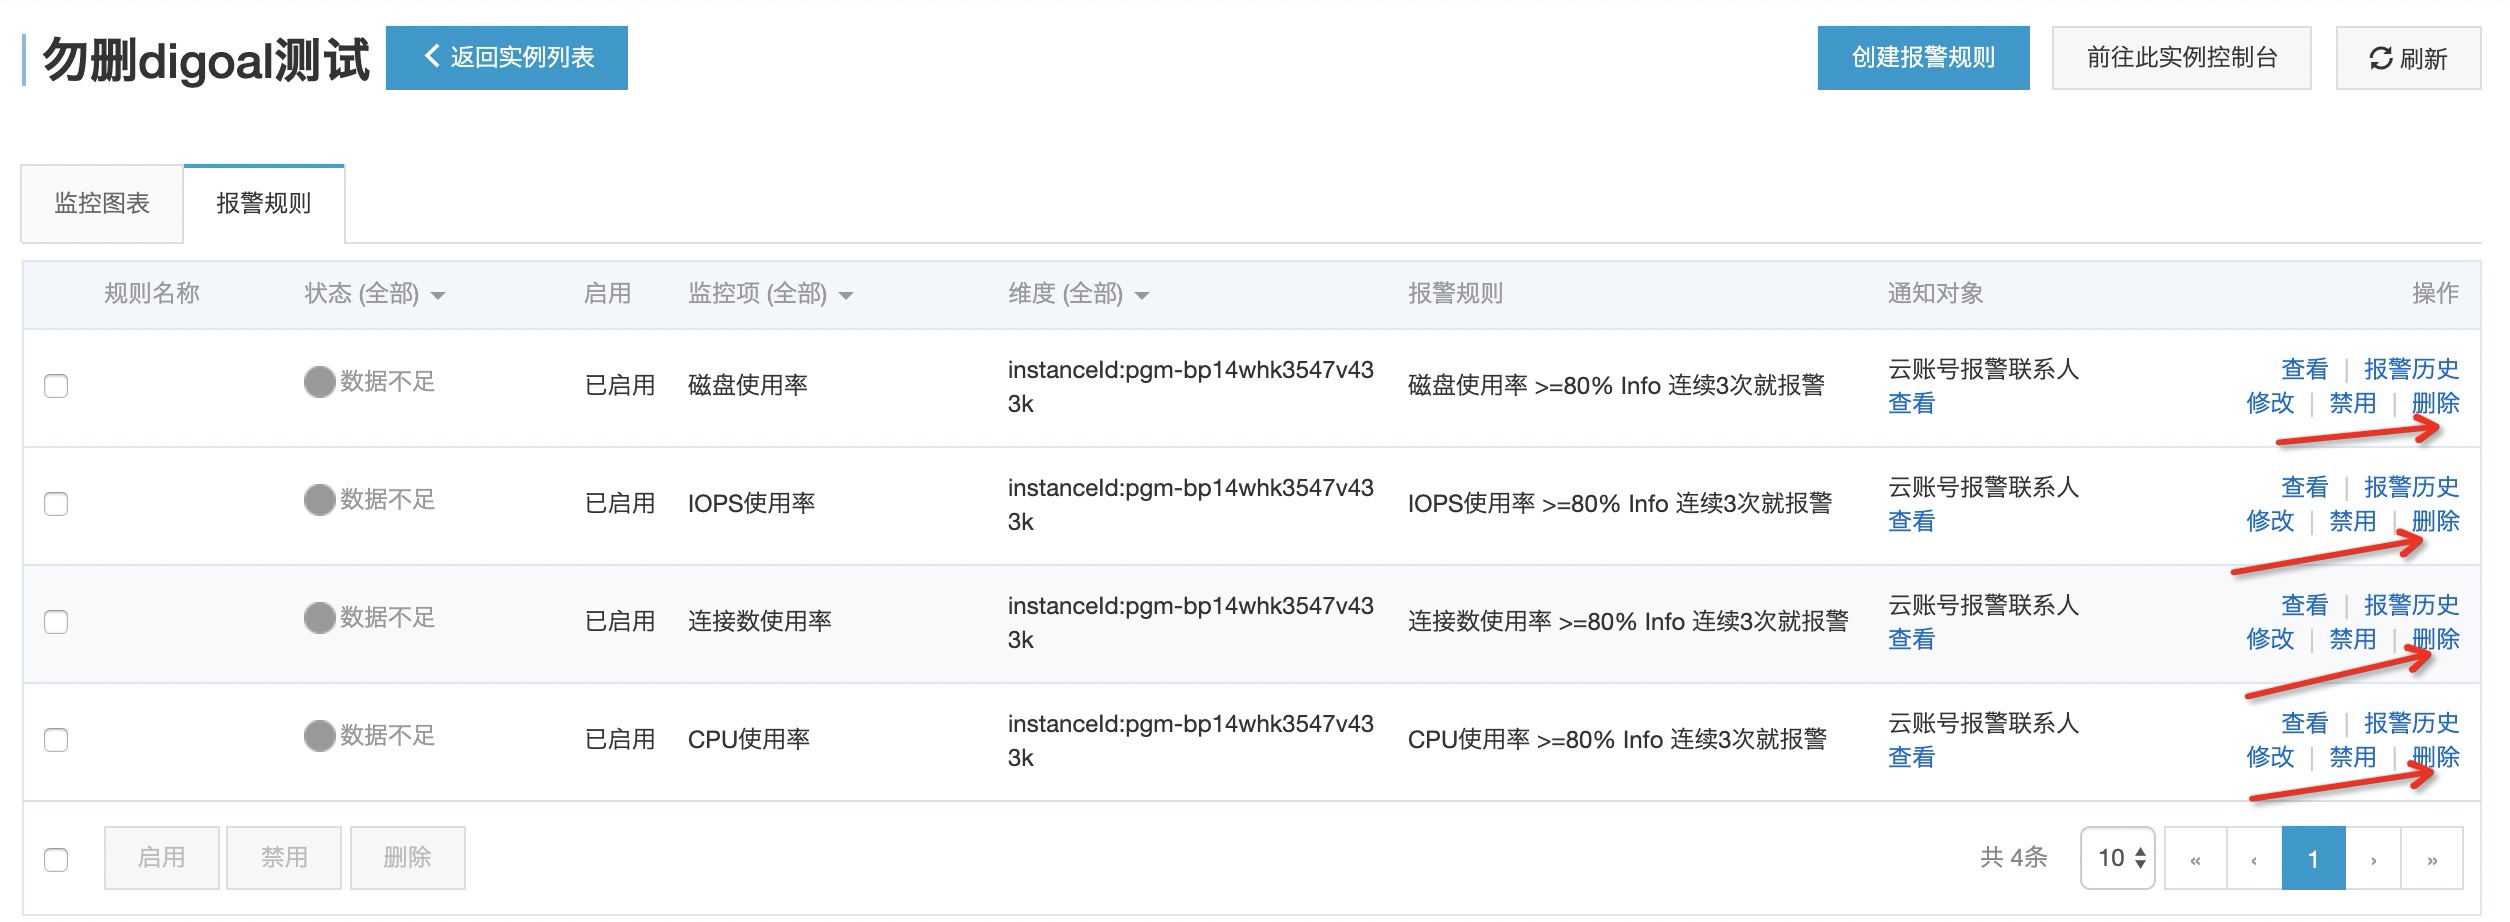 勿删digoal测试
返回实例列表
创建报警规则
前往此实例控制台
刷新
监控图表
报警规则
规则名称 状态 (全部) 启用 监控项 (全部) 维度 (全部) 报警规则 通知对象 操作
数据不足 已启用 磁盘使用率 instanceId:pgm-bp14whk3547v43 磁盘使用率 >=80% Info 连续3次就报警 云账号报警联系人 查看 | 报警历史
3k 查看 修改 | 禁用 | 删除
数据不足 已启用 IOPS使用率 instanceId:pgm-bp14whk3547v43 IOPS使用率 >=80% Info 连续3次就报警 云账号报警联系人 查看 | 报警历史
3k 查看 修改 | 禁用 | 删除
数据不足 已启用 连接数使用率 instanceId:pgm-bp14whk3547v43 连接数使用率 >=80% Info 连续3次就报警 云账号报警联系人 查看 | 报警历史
3k 查看 修改 | 禁用 | 删除
数据不足 已启用 CPU使用率 instanceId:pgm-bp14whk3547v43 CPU使用率 >=80% Info 连续3次就报警 云账号报警联系人 查看 | 报警历史
3k 查看 修改 | 禁用 | 删除
启用 禁用 删除 共 4条 10 « ‹ 1 › »